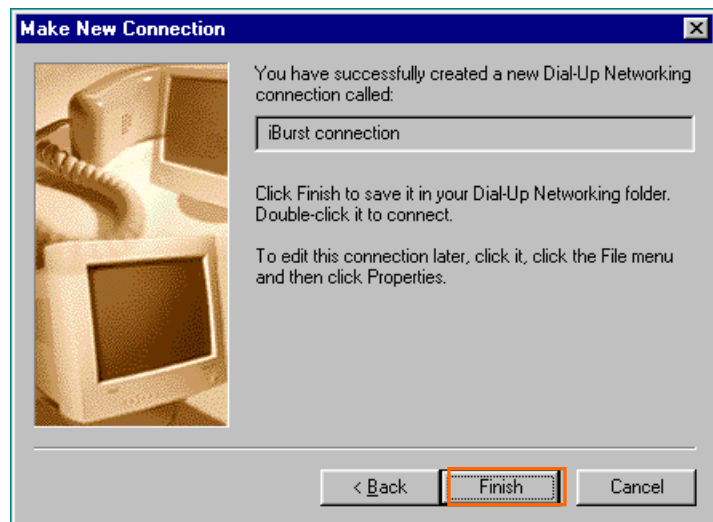 Make New Connection
You have successfully created a new Dial-Up Networking
connection called:
iBurst connection
Click Finish to save it in your Dial-Up Networking folder.
Double-click it to connect.
To edit this connection later, click it, click the File menu
and then click Properties.
< Back
Finish
Cancel